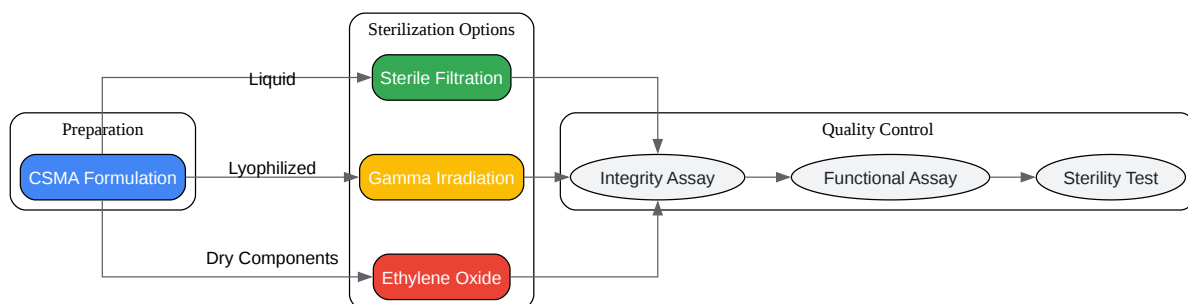 Sterilization Options
Liquid
Sterile Filtration
Preparation
Quality Control
CSMA Formulation
Lyophilized
Gamma Irradiation
Integrity Assay
Functional Assay
Sterility Test
Dry Components
Ethylene Oxide